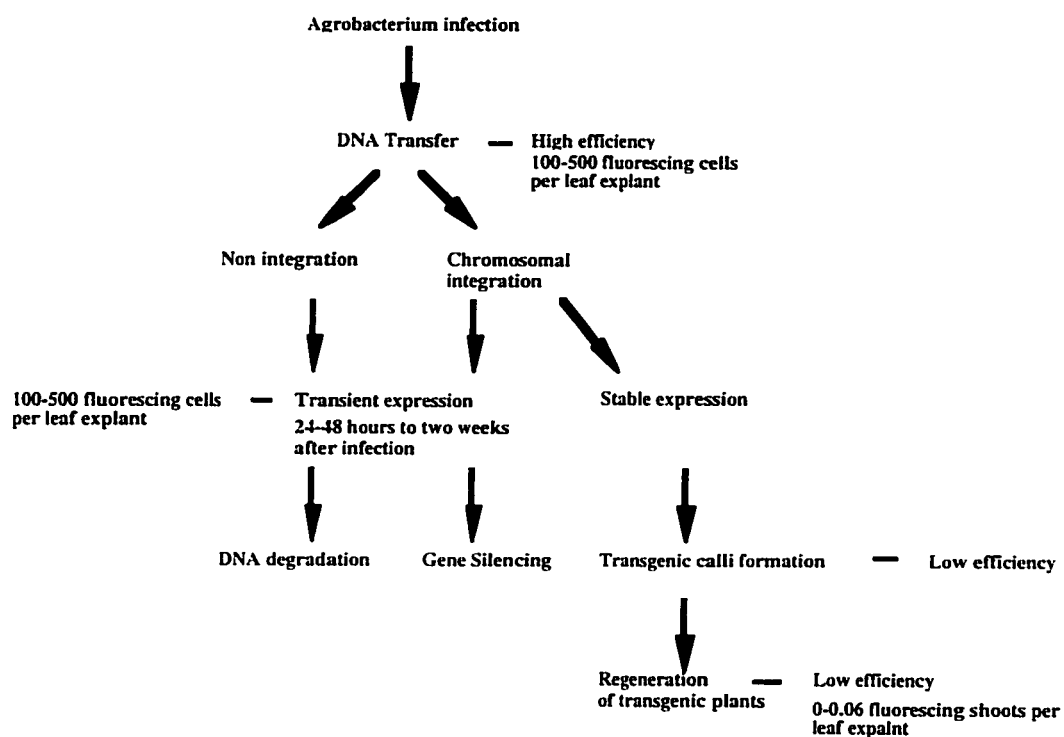 Agrobacterium infection
DNA Transfer — High efficiency
100-500 fluorescing cells
per leaf explant
Non integration
Chromosomal
integration
100-500 fluorescing cells
per leaf explant
— Transient expression
24-48 hours to two weeks
after infection
Stable expression
DNA degradation
Gene Silencing
Transgenic calli formation — Low efficiency
Regeneration
of transgenic plants
— Low efficiency
0-0.06 fluorescing shoots per
leaf expalnt